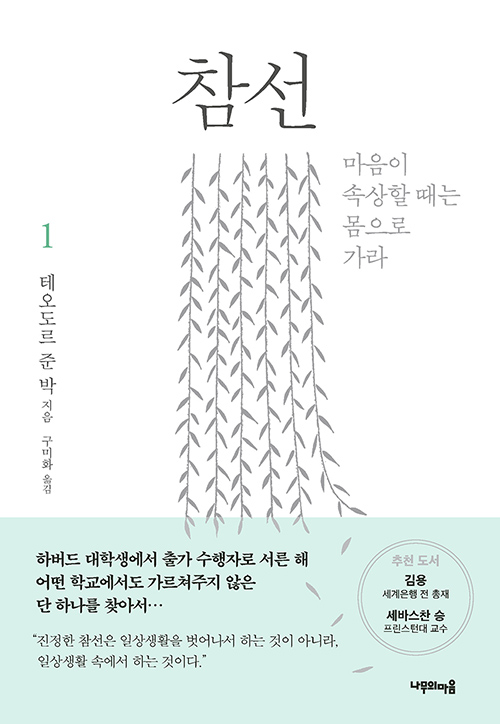 참선
마음이
속상할 때는
몸으로
가라
1
테오도르 준 박 지음
구미화 옮김
하버드 대학생에서 출가 수행자로 서른 해
어떤 학교에서도 가르쳐주지 않은
단 하나를 찾아서…
“진정한 참선은 일상생활을 벗어나서 하는 것이 아니라,
일상생활 속에서 하는 것이다.”
추천 도서
김용
세계은행 전 총재
세바스찬 승
프린스턴대 교수
나무의마음